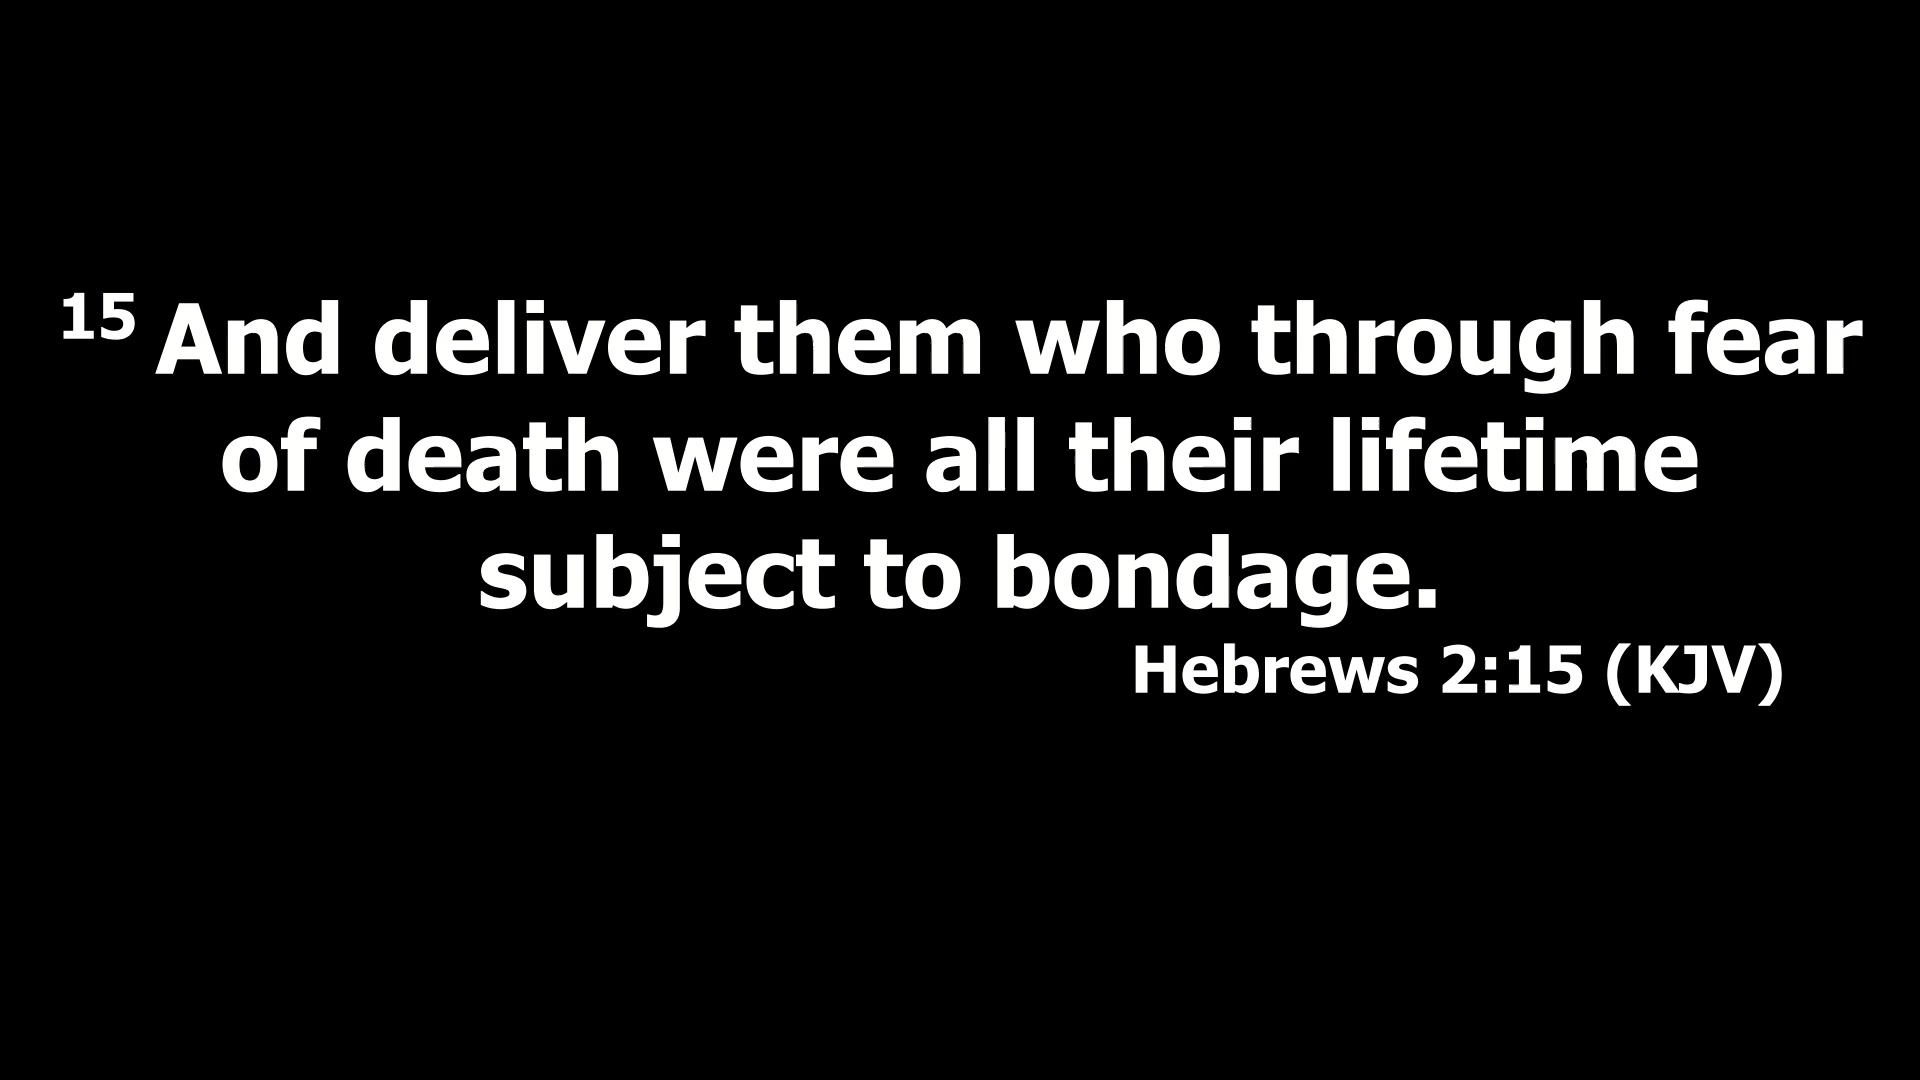 15 And deliver them who through fear
of death were all their lifetime
subject to bondage.
Hebrews 2:15 (KJV)